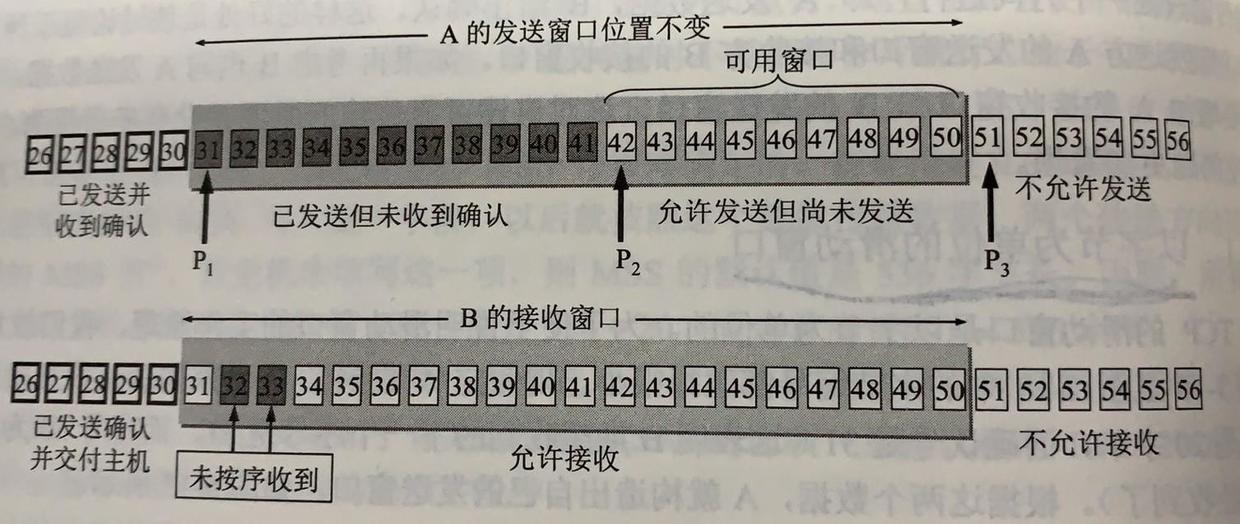 A 的发送窗口位置不变
可用窗口
26 27 28 29 30 31 32 33 34 35 36 37 38 39 40 41 42 43 44 45 46 47 48 49 50 51 52 53 54 55 56
已发送并
收到确认
已发送但未收到确认
允许发送但尚未发送
不允许发送
P₁
P₂
P₃
B 的接收窗口
26 27 28 29 30 31 32 33 34 35 36 37 38 39 40 41 42 43 44 45 46 47 48 49 50 51 52 53 54 55 56
已发送确认
并交付主机
未按序收到
允许接收
不允许接收